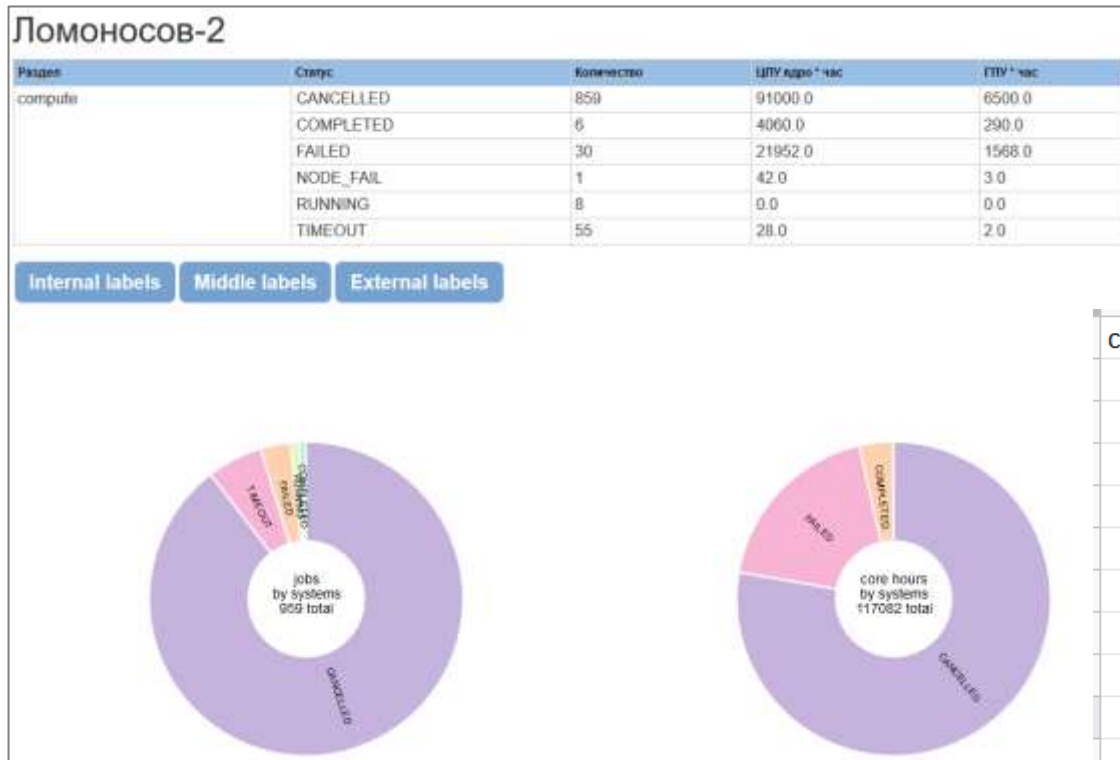 Ломоносов-2
Раздел Статус Количество ЦПУ ядро * час ГПУ * час
compute CANCELLED 859 91000.0 6500.0
COMPLETED 6 4060.0 290.0
FAILED 30 21952.0 1568.0
NODE_FAIL 1 42.0 3.0
RUNNING 8 0.0 0.0
TIMEOUT 55 28.0 2.0
Internal labels Middle labels External labels
TIMEOUT
FAILED
COMPLETED
jobs
by systems
959 total
CANCELLED
COMPLETED
FAILED
core hours
by systems
117082 total
CANCELLED